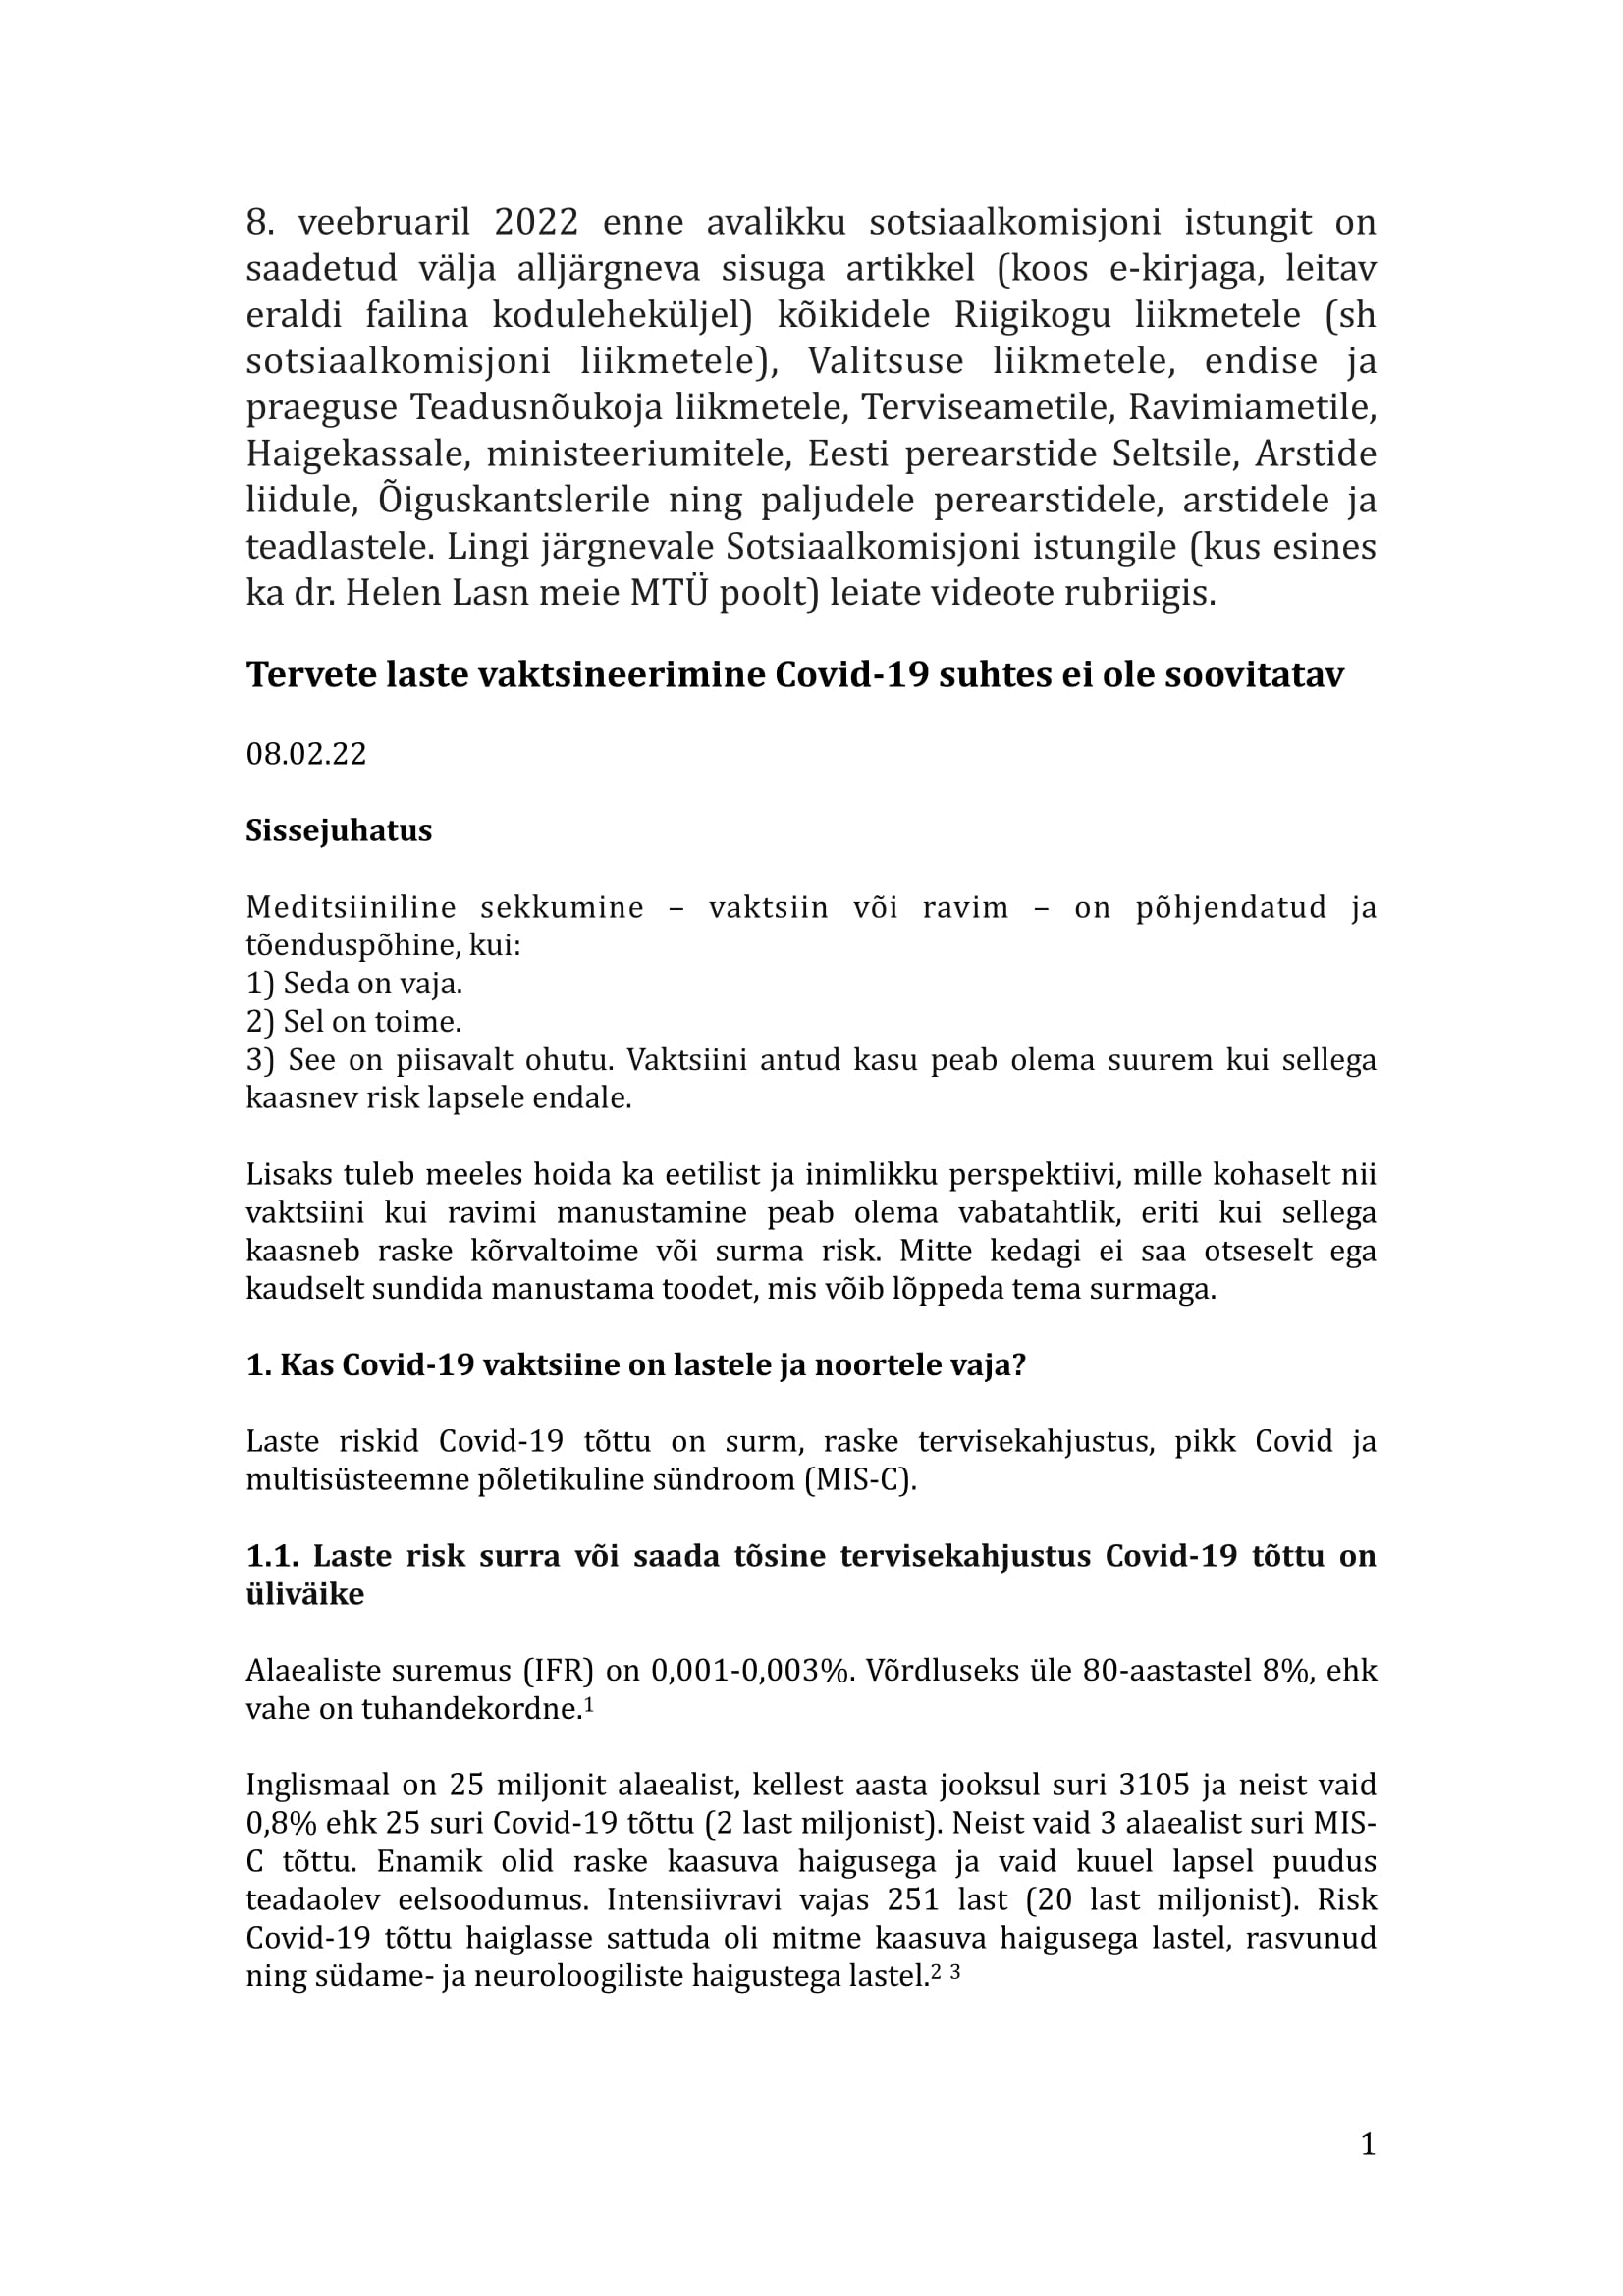 8. veebruaril 2022 enne avalikku sotsiaalkomisjoni istungit on
saadetud välja alljärgneva sisuga artikkel (koos e-kirjaga, leitav
eraldi failina koduleheküljel) kõikidele Riigikogu liikmetele (sh
sotsiaalkomisjoni liikmetele), Valitsuse liikmetele, endise ja
praeguse Teadusnõukoja liikmetele, Terviseametile, Ravimiametile,
Haigekassale, ministeeriumitele, Eesti perearstide Seltsile, Arstide
liidule, Õiguskantslerile ning paljudele perearstidele, arstidele ja
teadlastele. Lingi järgnevale Sotsiaalkomisjoni istungile (kus esines
ka dr. Helen Lasn meie MTÜ poolt) leiate videote rubriigis.
Tervete laste vaktsineerimine Covid-19 suhtes ei ole soovitatav
08.02.22
Sissejuhatus
Meditsiiniline sekkumine – vaktsiin või ravim – on põhjendatud ja
tõenduspõhine, kui:
1) Seda on vaja.
2) Sel on toime.
3) See on piisavalt ohutu. Vaktsiini antud kasu peab olema suurem kui sellega
kaasnev risk lapsele endale.
Lisaks tuleb meeles hoida ka eetilist ja inimlikku perspektiivi, mille kohaselt nii
vaktsiini kui ravimi manustamine peab olema vabatahtlik, eriti kui sellega
kaasneb raske kõrvaltoime või surma risk. Mitte kedagi ei saa otseselt ega
kaudselt sundida manustama toodet, mis võib lõppeda tema surmaga.
1. Kas Covid-19 vaktsiine on lastele ja noortele vaja?
Laste riskid Covid-19 tõttu on surm, raske tervisekahjustus, pikk Covid ja
multisüsteemne põletikuline sündroom (MIS-C).
1.1. Laste risk surra või saada tõsine tervisekahjustus Covid-19 tõttu on
üliväike
Alaealiste suremus (IFR) on 0,001-0,003%. Võrdluseks üle 80-aastastel 8%, ehk
vahe on tuhandekordne.1
Inglismaal on 25 miljonit alaealist, kellest aasta jooksul suri 3105 ja neist vaid
0,8% ehk 25 suri Covid-19 tõttu (2 last miljonist). Neist vaid 3 alaealist suri MIS-
C tõttu. Enamik olid raske kaasuva haigusega ja vaid kuuel lapsel puudus
teadaolev eelsoodumus. Intensiivravi vajas 251 last (20 last miljonist). Risk
Covid-19 tõttu haiglasse sattuda oli mitme kaasuva haigusega lastel, rasvunud
ning südame- ja neuroloogiliste haigustega lastel.2 3
1